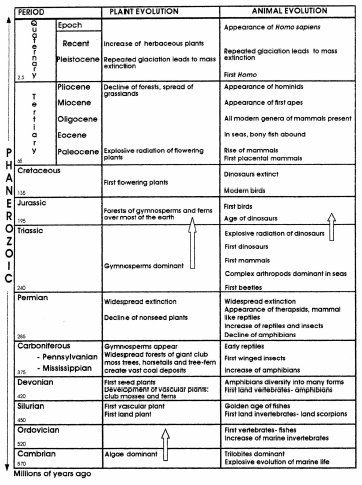 PERIOD PLANT EVOLUTION ANIMAL EVOLUTION
Quaternary
Epoch Appearance of Homo sapiens
Recent Increase of herbaceous plants Repeated glaciation leads to mass
Pleistocene Repeated glaciation leads to mass extinction
extinction
2.5 First Homo
Tertiary
Pliocene Decline of forests, spread of Appearance of hominids
grasslands
Miocene Appearance of first apes
Oligocene All modern genera of mammals present
Eocene In seas, bony fish abound
Paleocene Explosive radiation of flowering Rise of mammals
65 plants First placental mammals
PHANEROZOIC
Cretaceous Dinosaurs extinct
First flowering plants
135 Modern birds
Jurassic First birds
Forests of gymnosperms and ferns Age of dinosaurs
195 over most of the earth
Triassic Explosive radiation of dinosaurs
First dinosaurs
First mammals
Gymnosperms dominant
Complex arthropods dominant in seas
240 First beetles
Permian Widespread extinction Widespread extinction
Appearance of therapsids, mammal
Decline of nonseed plants like reptiles
Increase of reptiles and insects
285 Decline of amphibians
Carboniferous Gymnosperms appear Early reptiles
- Pennsylvanian Widespread forests of giant club
most trees, horsetails and tree-fern First winged insects
- Mississippian create vast coal deposits
375 Increase of amphibians
Devonian First seed plants Amphibians diversify into many forms
Development of vascular plants: First land vertebrates- amphibians
420 club mosses and ferns
Silurian First vascular plant Golden age of fishes
First land plant First land invertebrates- land scorpions
450
Ordovician First vertebrates- fishes
520 Increase of marine invertebrates
Cambrian Algae dominant Trilobites dominant
570 Explosive evolution of marine life
Millions of years ago